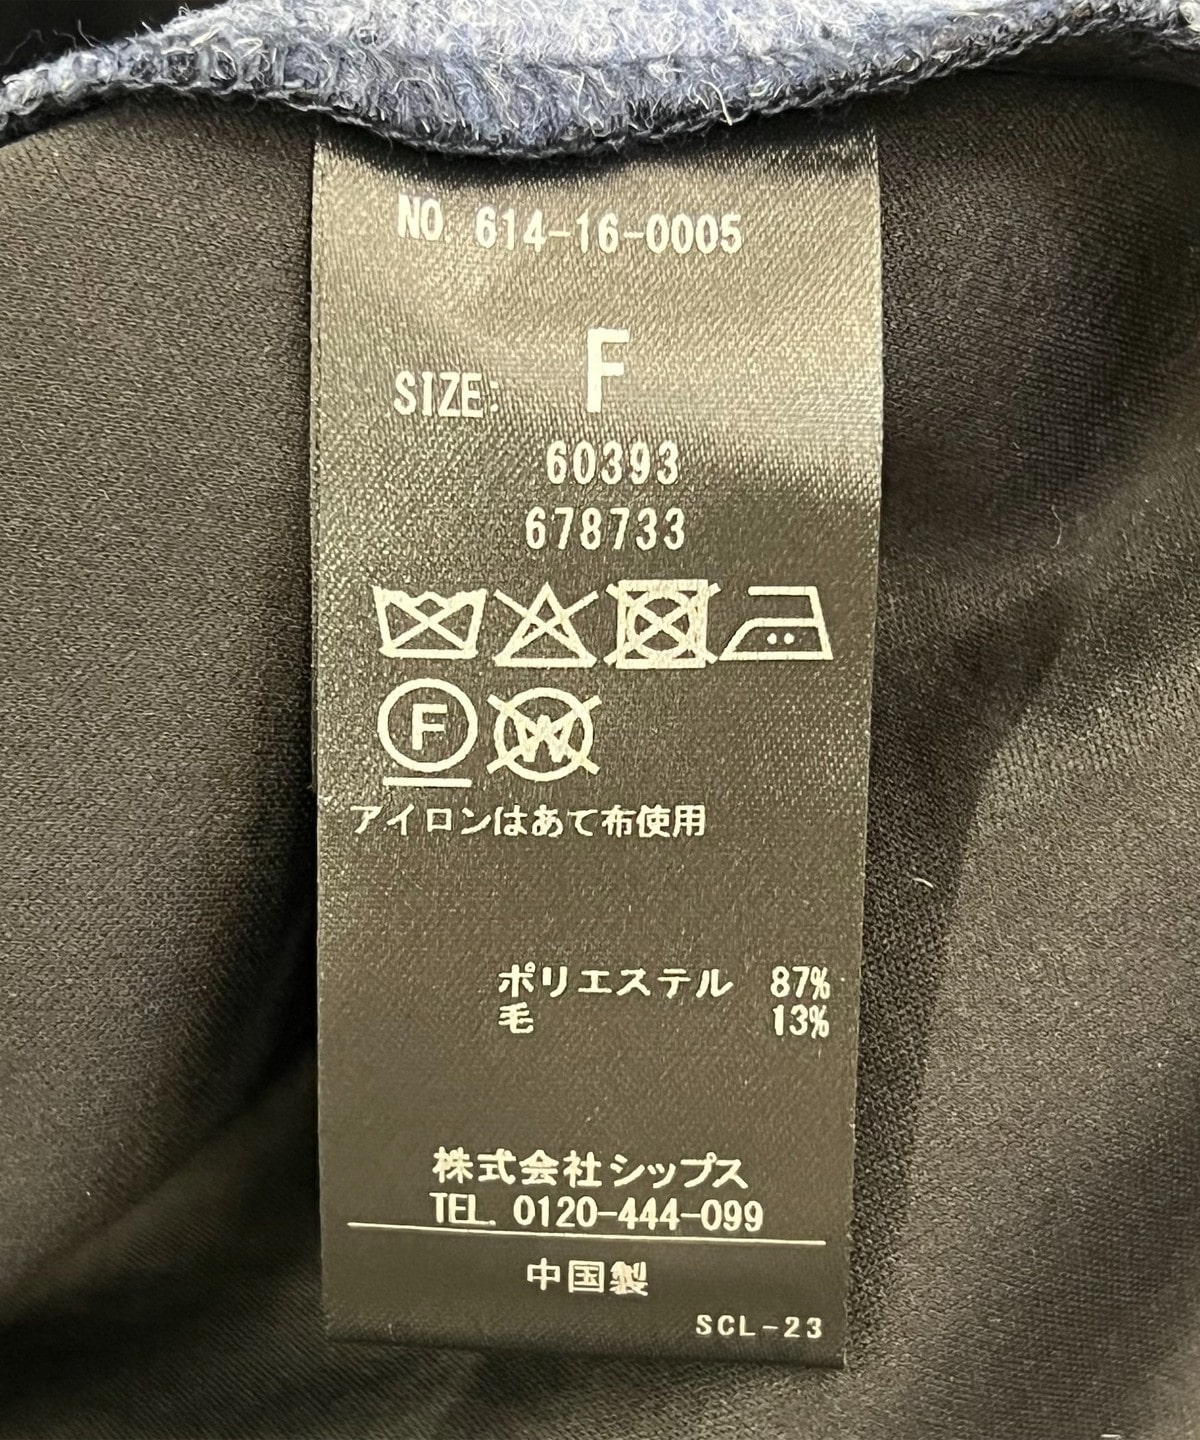 NO. 614-16-0005
SIZE: F
60393
678733
F W
アイロンはあて布使用
ポリエステル 87%
毛 13%
株式会社シップス
TEL. 0120-444-099
中国製
SCL-23